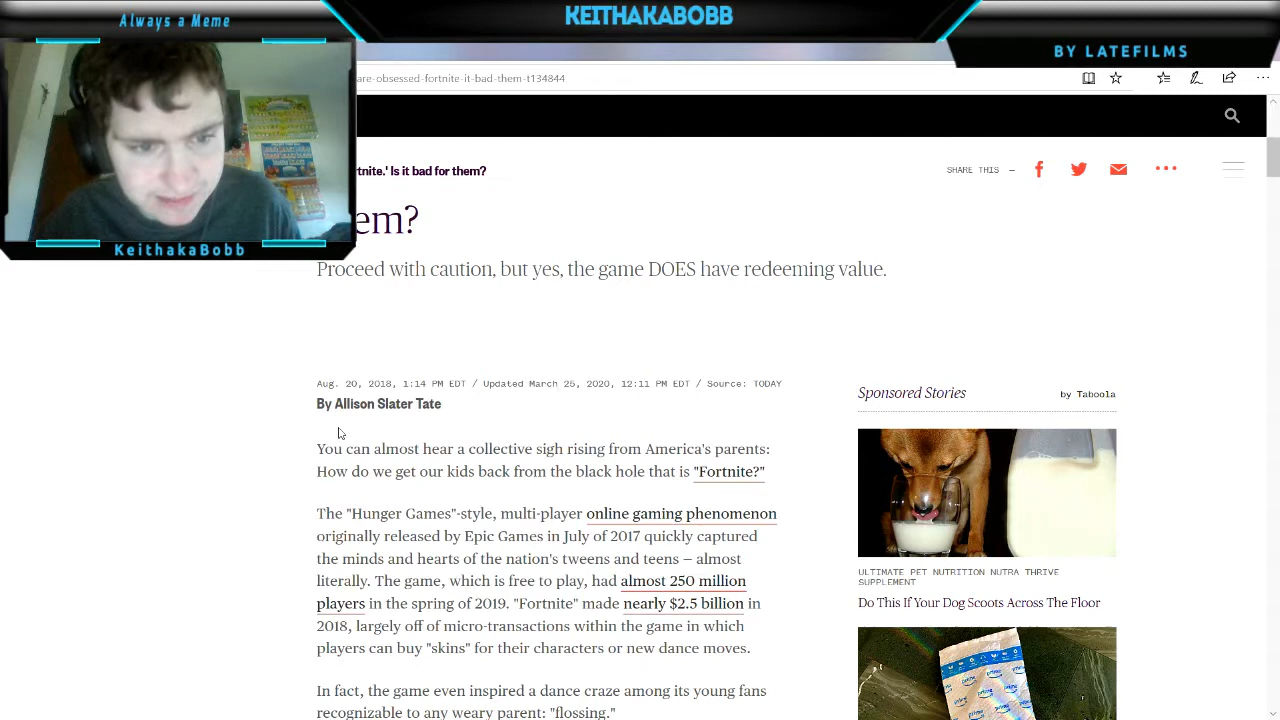 Always a Meme
KEITHAKABOBB
BY LATEFILMS
are-obsessed-fortnite-it-bad-them-t134844
KeithakaBobb
tnite.' Is it bad for them?
SHARE THIS –
em?
Proceed with caution, but yes, the game DOES have redeeming value.
Aug. 20, 2018, 1:14 PM EDT / Updated March 25, 2020, 12:11 PM EDT / Source: TODAY
By Allison Slater Tate
You can almost hear a collective sigh rising from America's parents:
How do we get our kids back from the black hole that is "Fortnite?"
The "Hunger Games"-style, multi-player online gaming phenomenon
originally released by Epic Games in July of 2017 quickly captured
the minds and hearts of the nation's tweens and teens — almost
literally. The game, which is free to play, had almost 250 million
players in the spring of 2019. "Fortnite" made nearly $2.5 billion in
2018, largely off of micro-transactions within the game in which
players can buy "skins" for their characters or new dance moves.
In fact, the game even inspired a dance craze among its young fans
recognizable to any weary parent: "flossing."
Sponsored Stories
by Taboola
ULTIMATE PET NUTRITION NUTRA THRIVE
SUPPLEMENT
Do This If Your Dog Scoots Across The Floor
prime